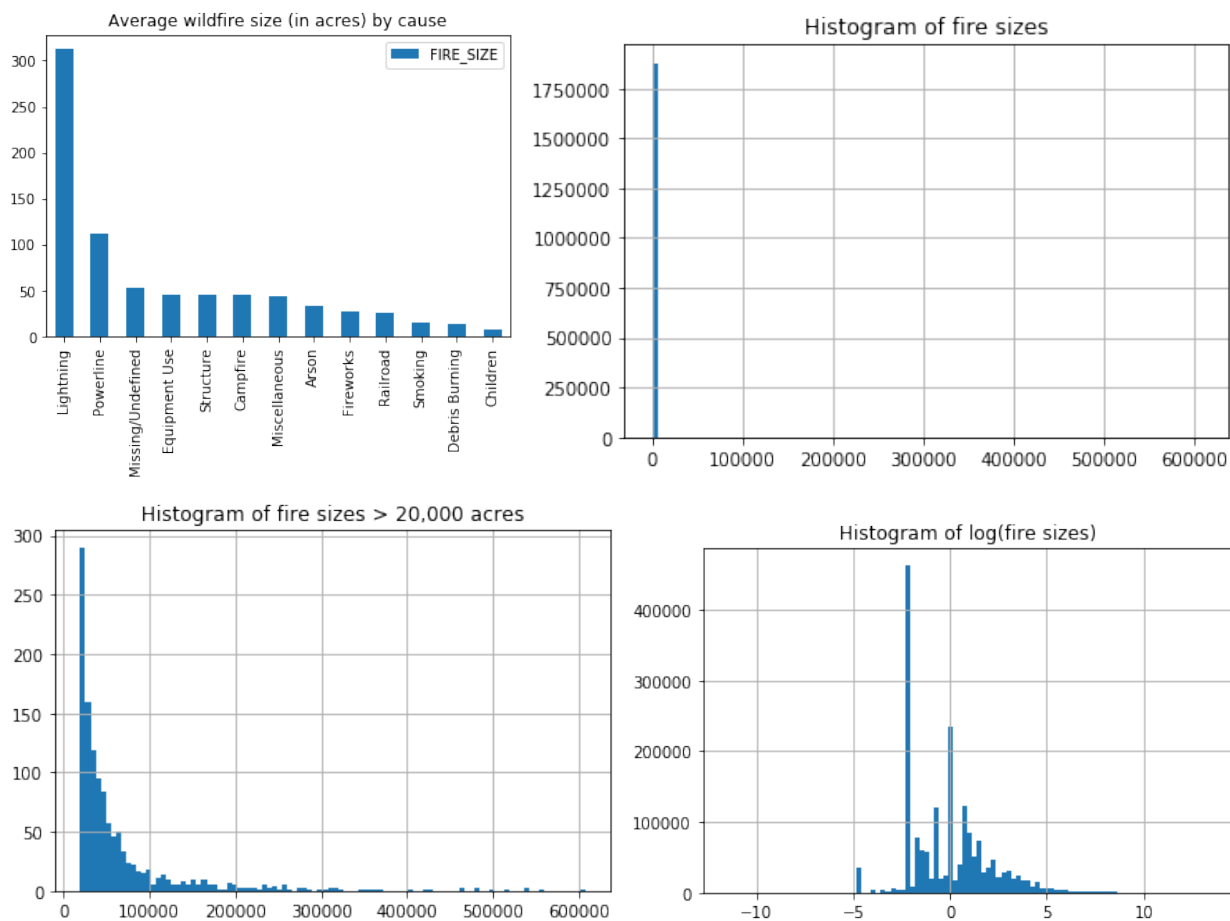 Average wildfire size (in acres) by cause
FIRE_SIZE
300
250
200
150
100
50
0
Lightning
Powerline
Missing/Undefined
Equipment Use
Structure
Campfire
Miscellaneous
Arson
Fireworks
Railroad
Smoking
Debris Burning
Children
Histogram of fire sizes
1750000
1500000
1250000
1000000
750000
500000
250000
0
0 100000 200000 300000 400000 500000 600000
Histogram of fire sizes > 20,000 acres
300
250
200
150
100
50
0
0 100000 200000 300000 400000 500000 600000
Histogram of log(fire sizes)
400000
300000
200000
100000
0
−10 −5 0 5 10